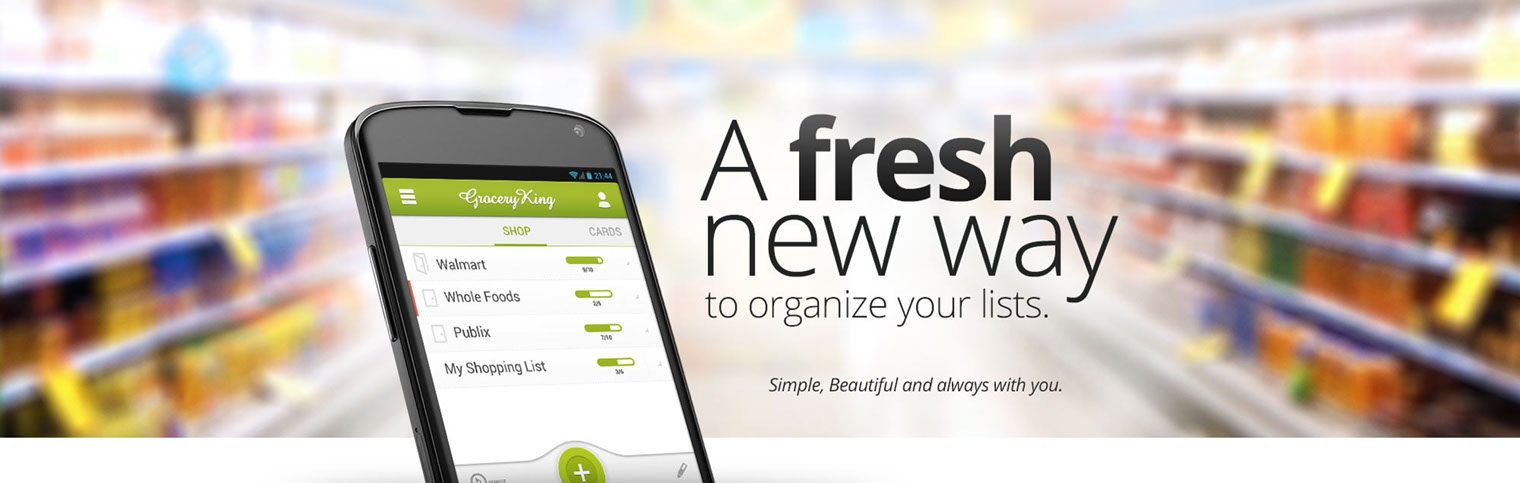 A fresh
new way
to organize your lists.
Simple, Beautiful and always with you.
21:44
GroceryKing
SHOP CARDS
Walmart
9/10
Whole Foods
3/5
Publix
7/10
My Shopping List
3/6
+